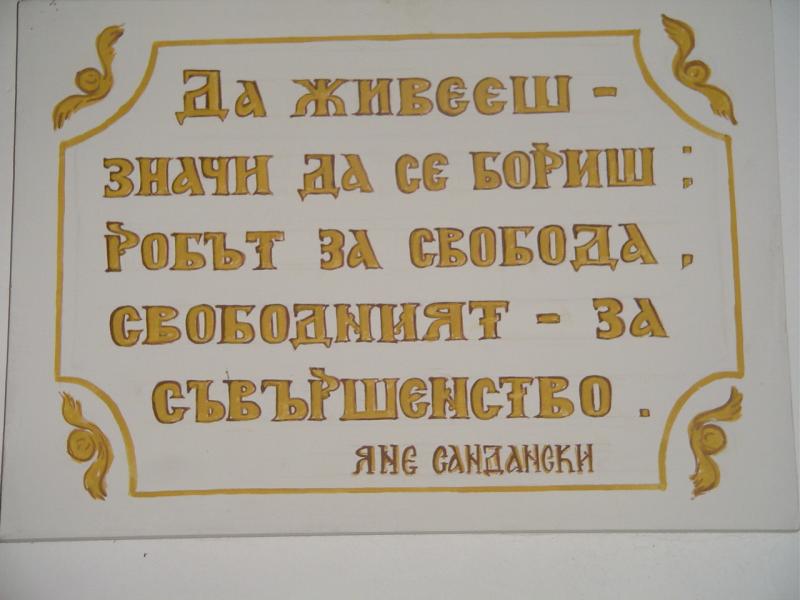 Да живееш -
значи да се бориш :
робът за свобода ,
свободният - за
съвършенство .
Яне Сандански